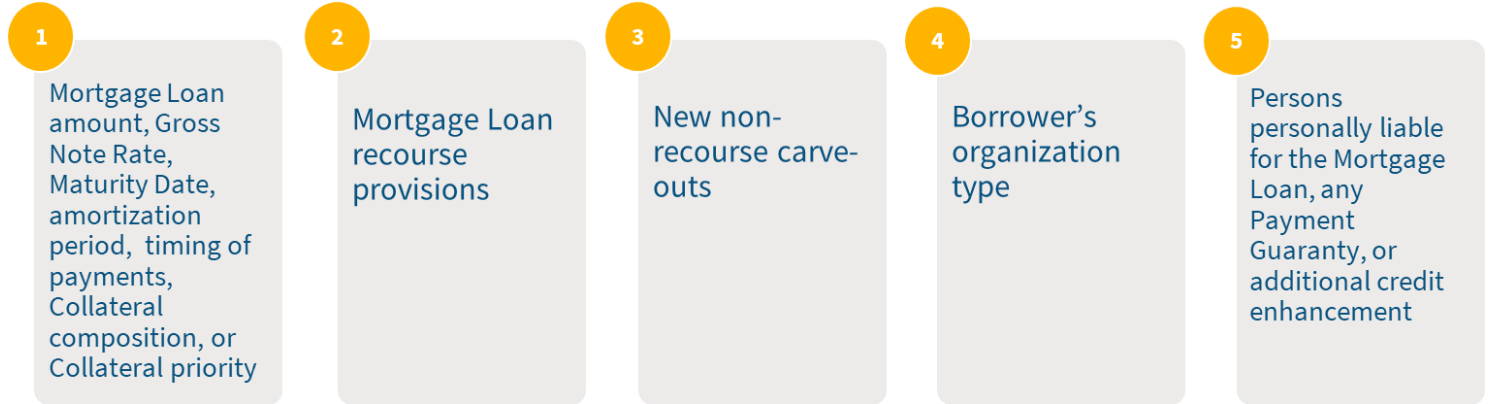 1
Mortgage Loan
amount, Gross
Note Rate,
Maturity Date,
amortization
period, timing of
payments,
Collateral
composition, or
Collateral priority
2
Mortgage Loan
recourse
provisions
3
New non-
recourse carve-
outs
4
Borrower’s
organization
type
5
Persons
personally liable
for the Mortgage
Loan, any
Payment
Guaranty, or
additional credit
enhancement